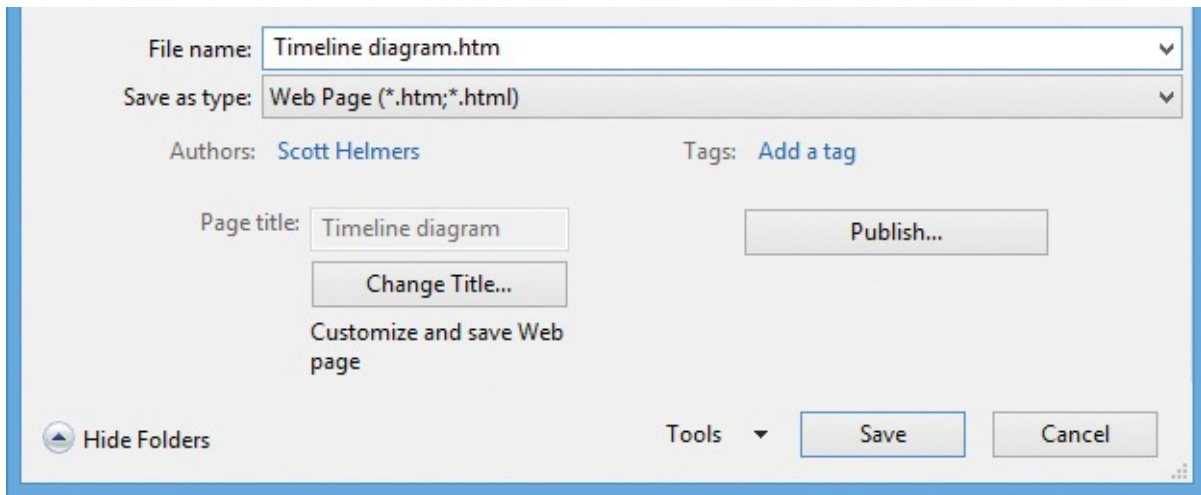 File name: Timeline diagram.htm
Save as type: Web Page (*.htm;*.html)
Authors: Scott Helmers Tags: Add a tag
Page title: Timeline diagram Publish...
Change Title...
Customize and save Web
page
Hide Folders Tools Save Cancel